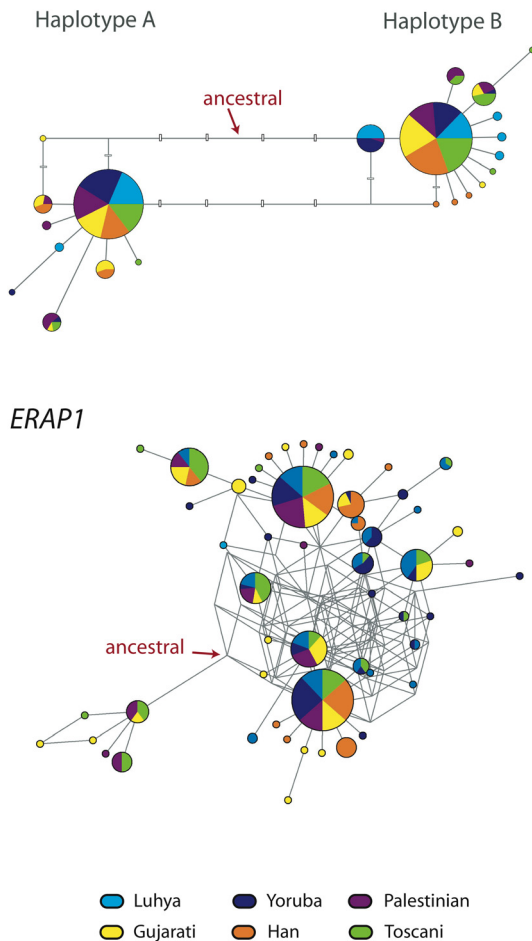 Haplotype A Haplotype B
ancestral
ERAP1
ancestral
Luhya Yoruba Palestinian
Gujarati Han Toscani